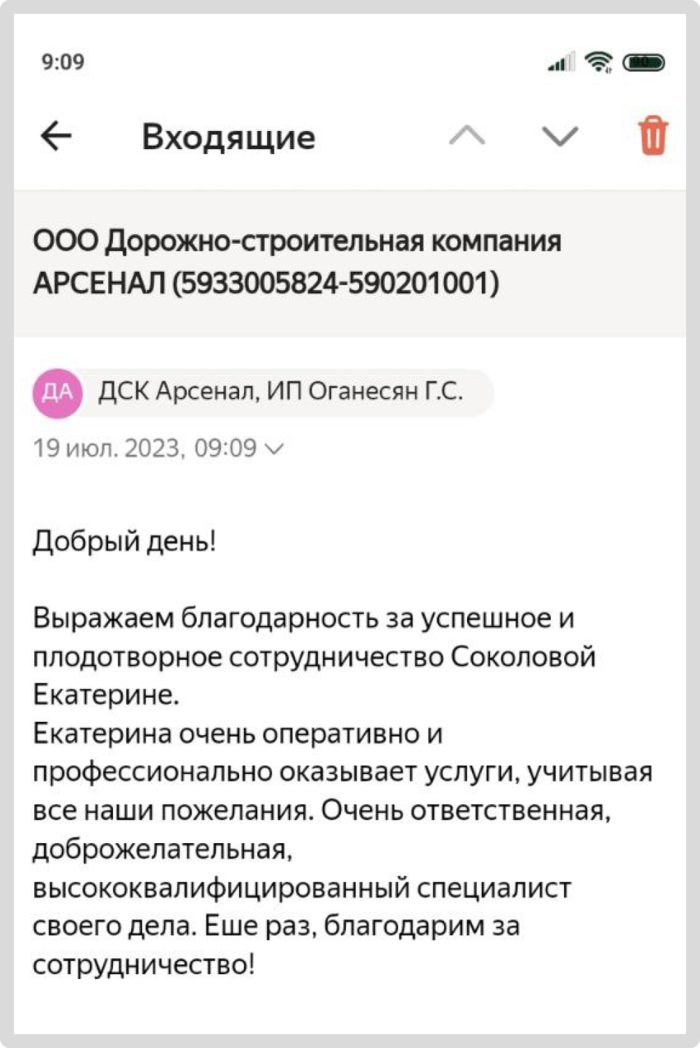 9:09
Входящие
ООО Дорожно-строительная компания
АРСЕНАЛ (5933005824-590201001)
ДА ДСК Арсенал, ИП Оганесян Г.С.
19 июл. 2023, 09:09
Добрый день!
Выражаем благодарность за успешное и
плодотворное сотрудничество Соколовой
Екатерине.
Екатерина очень оперативно и
профессионально оказывает услуги, учитывая
все наши пожелания. Очень ответственная,
доброжелательная,
высококвалифицированный специалист
своего дела. Еше раз, благодарим за
сотрудничество!